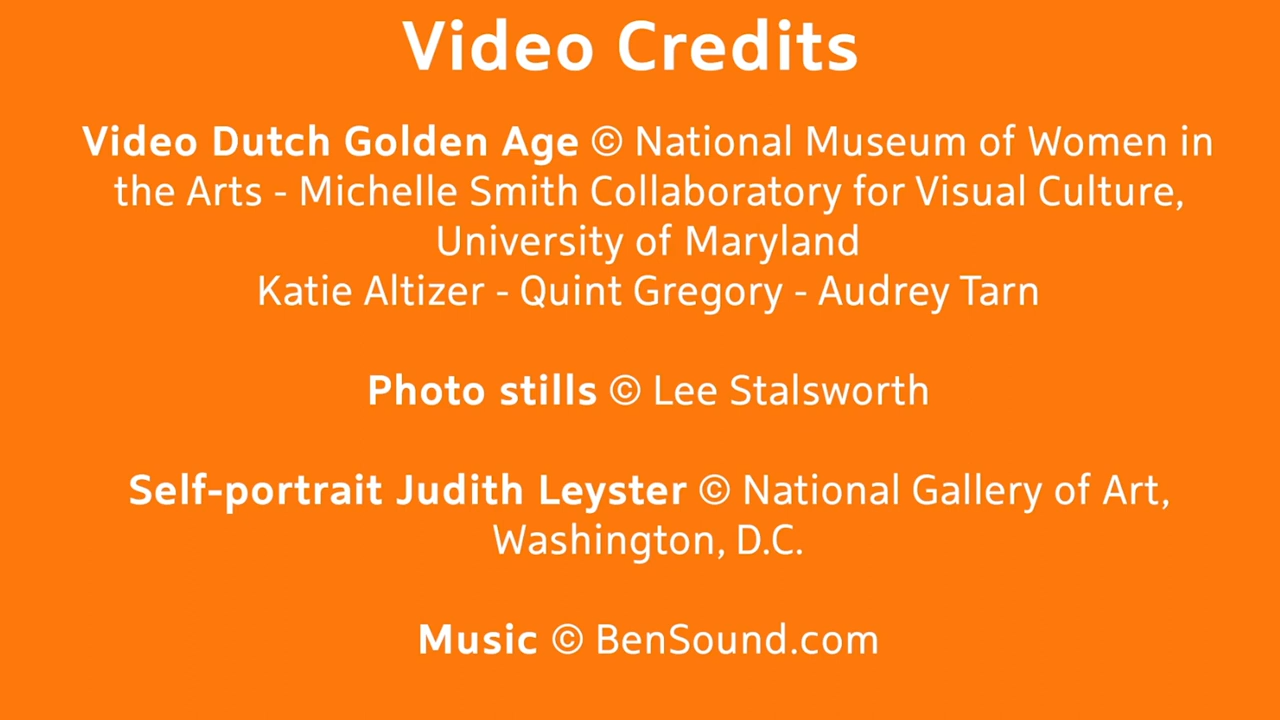 Video Credits
Video Dutch Golden Age © National Museum of Women in
the Arts - Michelle Smith Collaboratory for Visual Culture,
University of Maryland
Katie Altizer - Quint Gregory - Audrey Tarn
Photo stills © Lee Stalsworth
Self-portrait Judith Leyster © National Gallery of Art,
Washington, D.C.
Music © BenSound.com